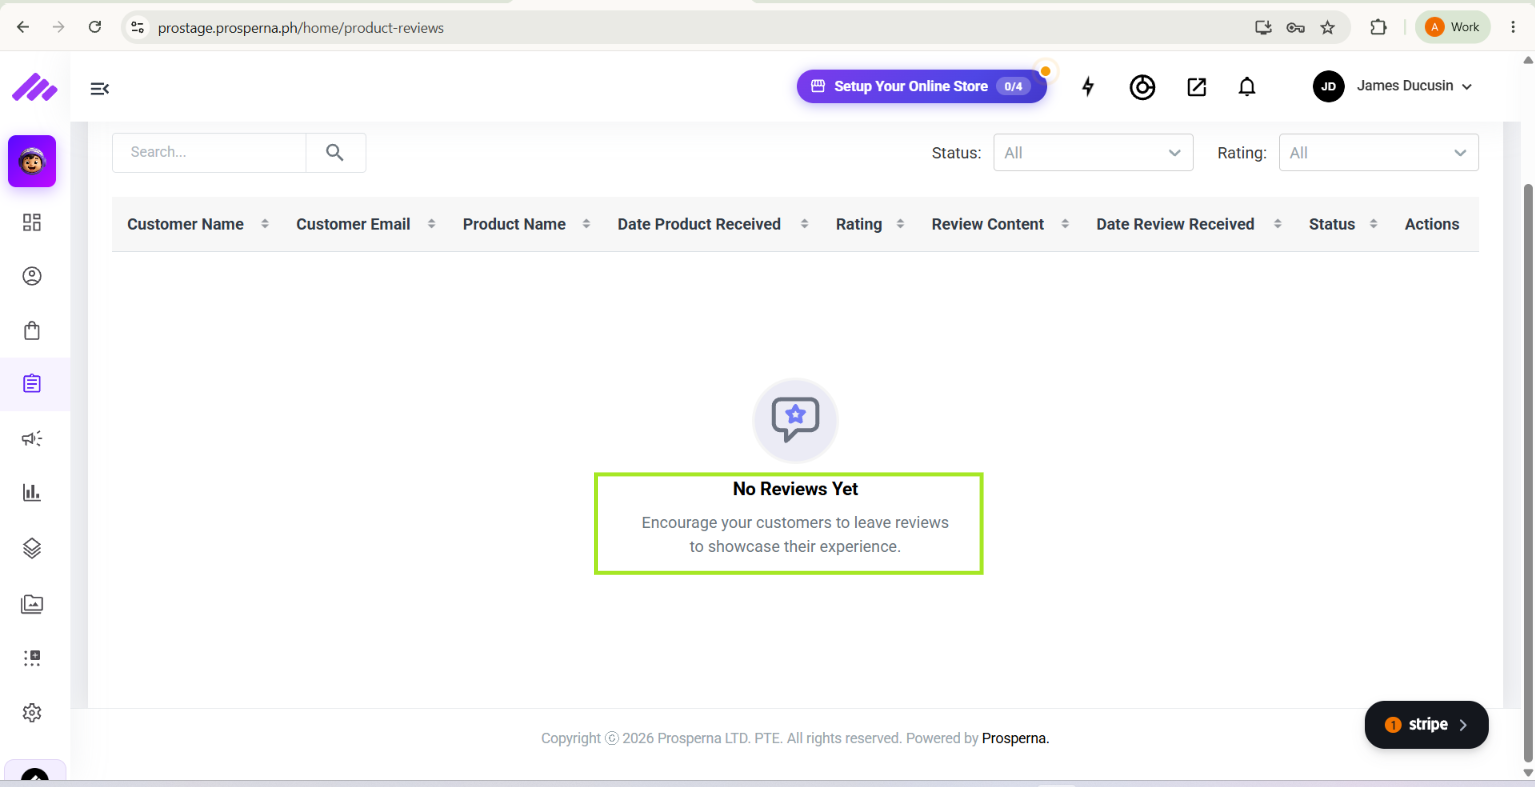 prostage.prosperna.ph/home/product-reviews
A Work
Setup Your Online Store 0/4
JD James Ducusin
Search...
Status: All Rating: All
Customer Name Customer Email Product Name Date Product Received Rating Review Content Date Review Received Status Actions
No Reviews Yet
Encourage your customers to leave reviews
to showcase their experience.
Copyright Ⓒ 2026 Prosperna LTD. PTE. All rights reserved. Powered by Prosperna.
1 stripe